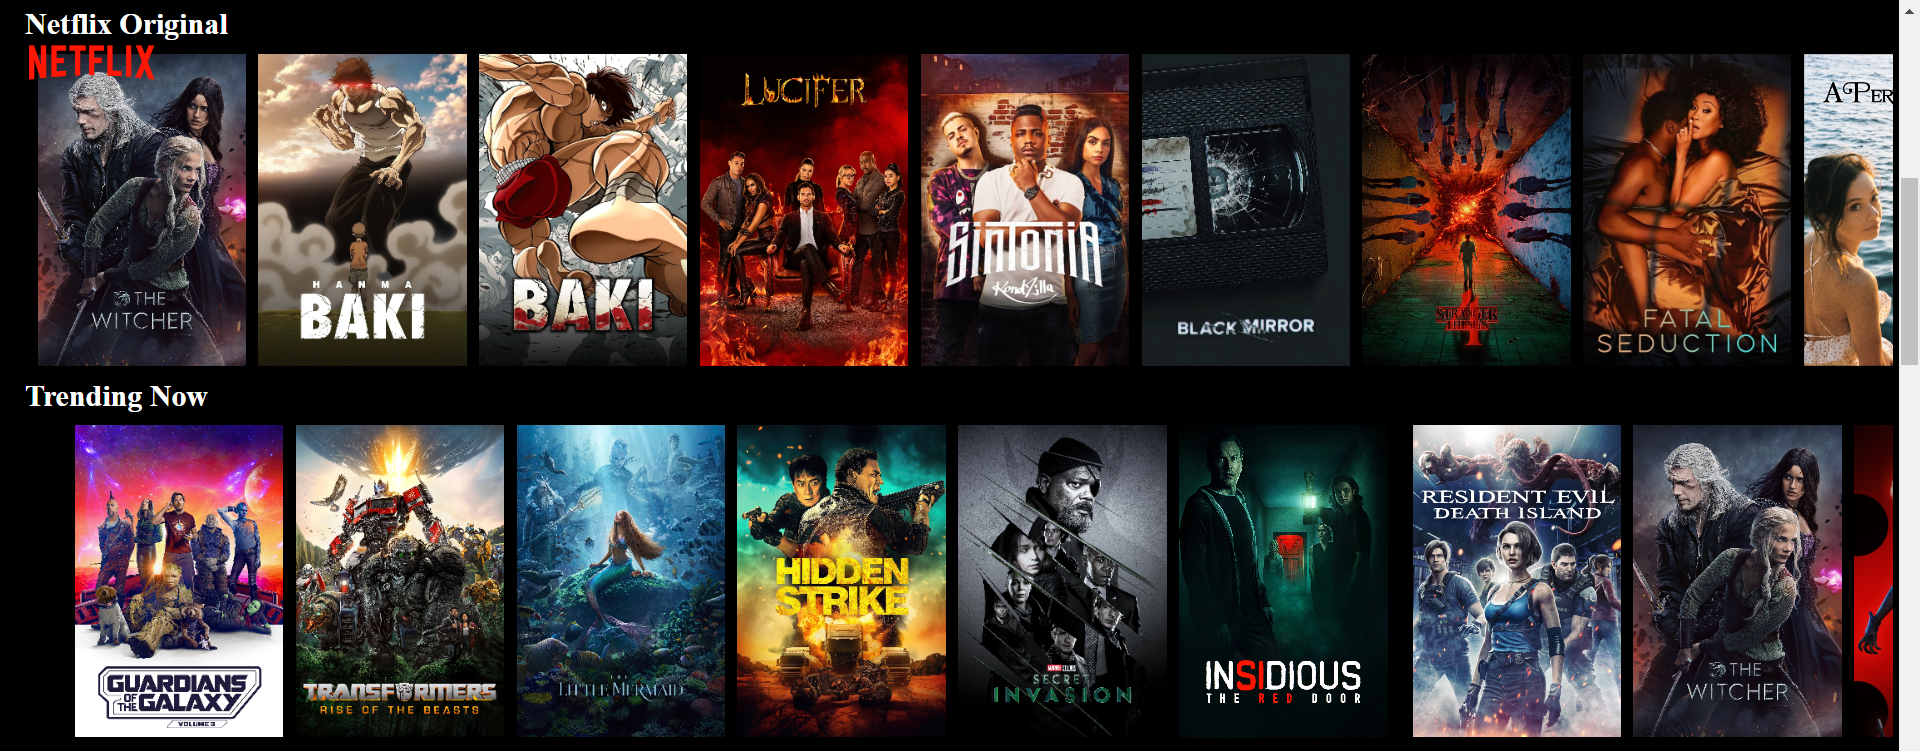 Netflix Original
NETFLIX
THE
WITCHER
HANMA
BAKI
BAKI
LUCIFER
SINTONIA
KondZilla
BLACK MIRROR
STRANGER
THINGS
4
FATAL
SEDUCTION
A PER
Trending Now
GUARDIANS
OF THE GALAXY
VOLUME 3
TRANSFORMERS
RISE OF THE BEASTS
THE
LITTLE MERMAID
HIDDEN
STRIKE
MARVEL STUDIOS
SECRET
INVASION
INSIDIOUS
THE RED DOOR
RESIDENT EVIL
DEATH ISLAND
THE
WITCHER